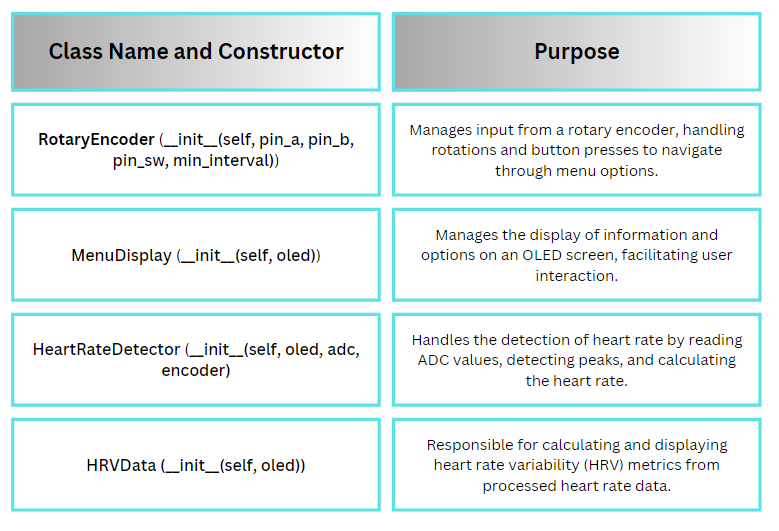 Class Name and Constructor
Purpose
RotaryEncoder (__init__(self, pin_a, pin_b,
pin_sw, min_interval))
Manages input from a rotary encoder, handling
rotations and button presses to navigate
through menu options.
MenuDisplay (__init__(self, oled))
Manages the display of information and
options on an OLED screen, facilitating user
interaction.
HeartRateDetector (__init__(self, oled, adc,
encoder)
Handles the detection of heart rate by reading
ADC values, detecting peaks, and calculating
the heart rate.
HRVData (__init__(self, oled))
Responsible for calculating and displaying
heart rate variability (HRV) metrics from
processed heart rate data.